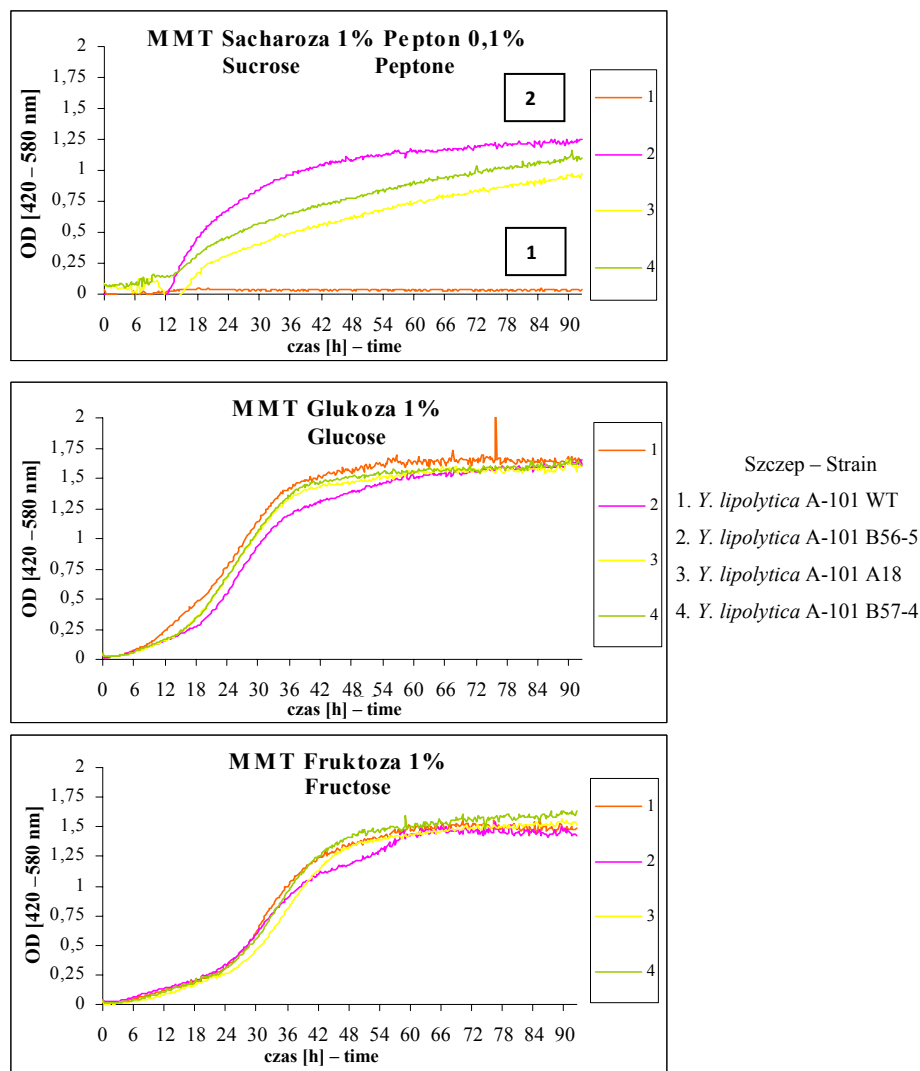 MMT Sacharoza 1% Pepton 0,1%
Sucrose Peptone
2
1,75
1,5
1,25
1
0,75
0,5
0,25
0
OD [420 – 580 nm]
0 6 12 18 24 30 36 42 48 54 60 66 72 78 84 90
czas [h] – time
2
1
1
2
3
4
MMT Glukoza 1%
Glucose
2
1,75
1,5
1,25
1
0,75
0,5
0,25
0
OD [420 –580 nm]
0 6 12 18 24 30 36 42 48 54 60 66 72 78 84 90
czas [h] – time
1
2
3
4
Szczep – Strain
1. Y. lipolytica A-101 WT
2. Y. lipolytica A-101 B56-5
3. Y. lipolytica A-101 A18
4. Y. lipolytica A-101 B57-4
MMT Fruktoza 1%
Fructose
2
1,75
1,5
1,25
1
0,75
0,5
0,25
0
OD [420 –580 nm]
0 6 12 18 24 30 36 42 48 54 60 66 72 78 84 90
czas [h] – time
1
2
3
4